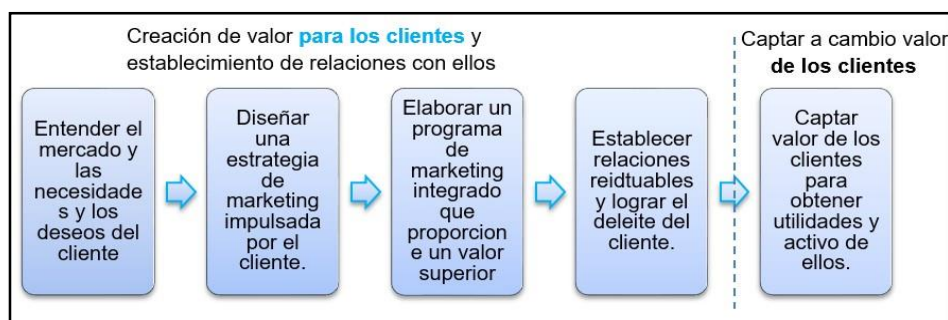 Creación de valor para los clientes y
establecimiento de relaciones con ellos
Captar a cambio valor
de los clientes
Entender el
mercado y
las
necesidade
s y los
deseos del
cliente
Diseñar
una
estrategia
de
marketing
impulsada
por el
cliente.
Elaborar un
programa
de
marketing
integrado
que
proporcion
e un valor
superior
Establecer
relaciones
reidtuables
y lograr el
deleite del
cliente.
Captar
valor de los
clientes
para
obtener
utilidades y
activo de
ellos.